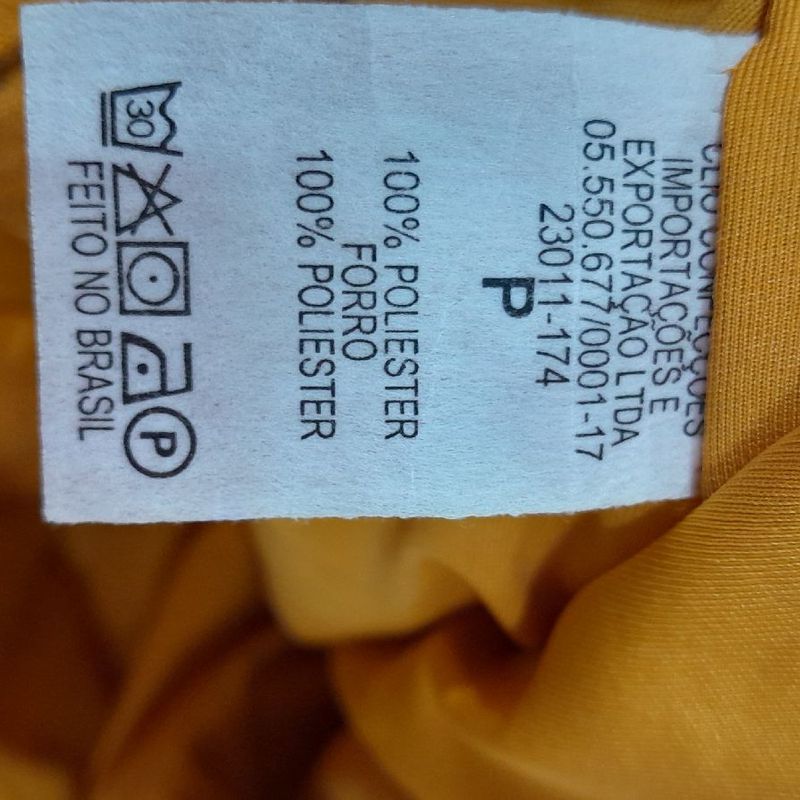 CONFECÇÕES
IMPORTAÇÕES E
EXPORTAÇÃO LTDA
05.550.677/0001-17
23011-174
P
100% POLIESTER
FORRO
100% POLIESTER
30
P
FEITO NO BRASIL